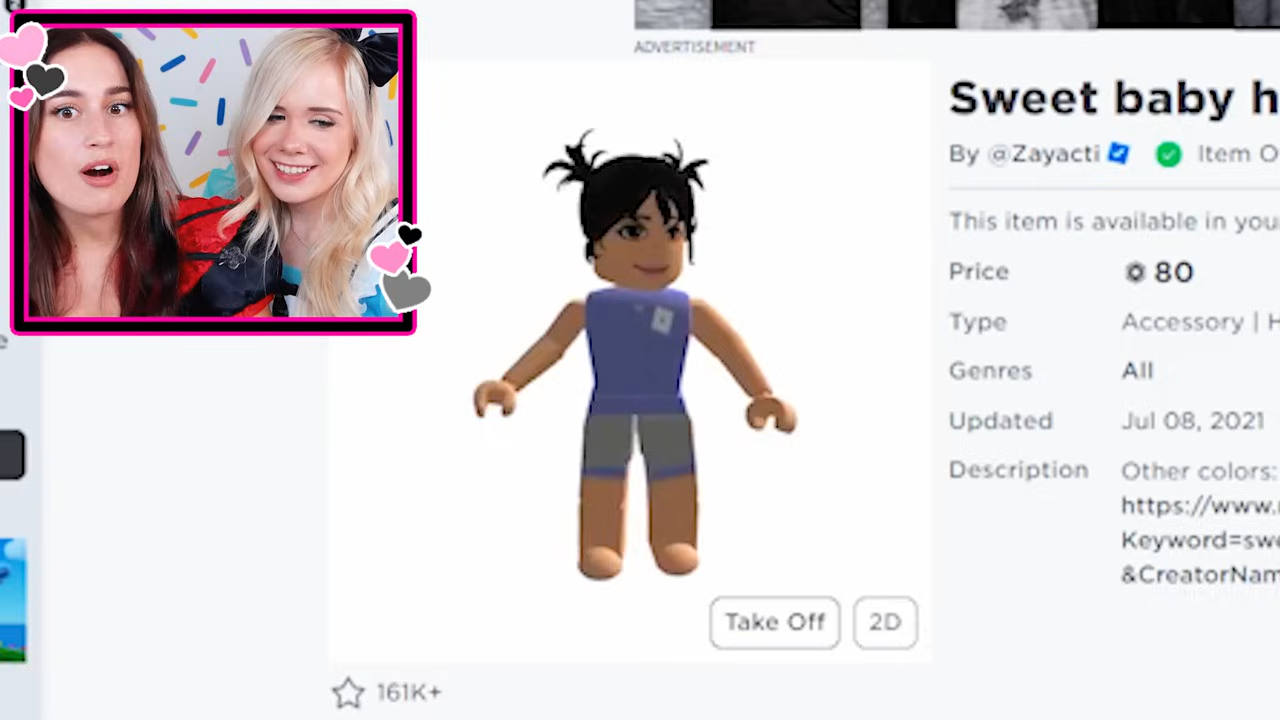 ADVERTISEMENT
Sweet baby h
By @Zayacti Item O
This item is available in you
Price 80
Type Accessory | H
Genres All
Updated Jul 08, 2021
Description Other colors:
https://www.
Keyword=swe
&CreatorNam
Take Off 2D
161K+